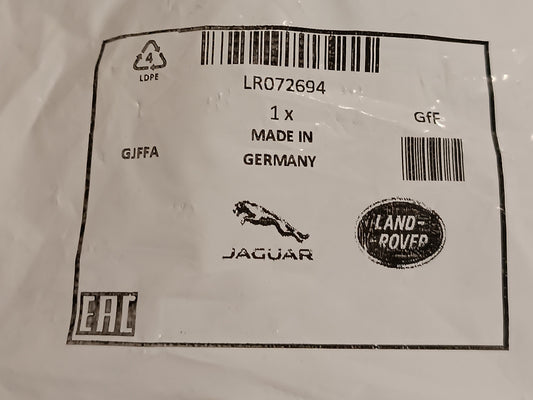 4
LDPE
LR072694
1 x
GfF
MADE IN
GERMANY
GJFFA
JAGUAR
LAND-
-ROVER
EAC